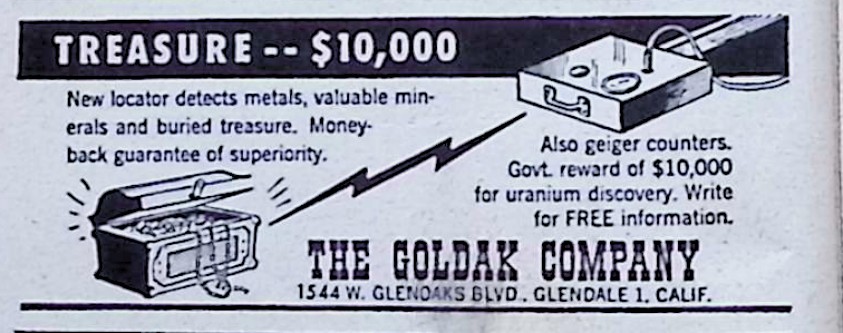 TREASURE -- $10,000
New locator detects metals, valuable min-
erals and buried treasure. Money-
back guarantee of superiority.
Also geiger counters.
Govt. reward of $10,000
for uranium discovery. Write
for FREE information.
THE GOLDAK COMPANY
1544 W. GLENOAKS BLVD. GLENDALE 1, CALIF.